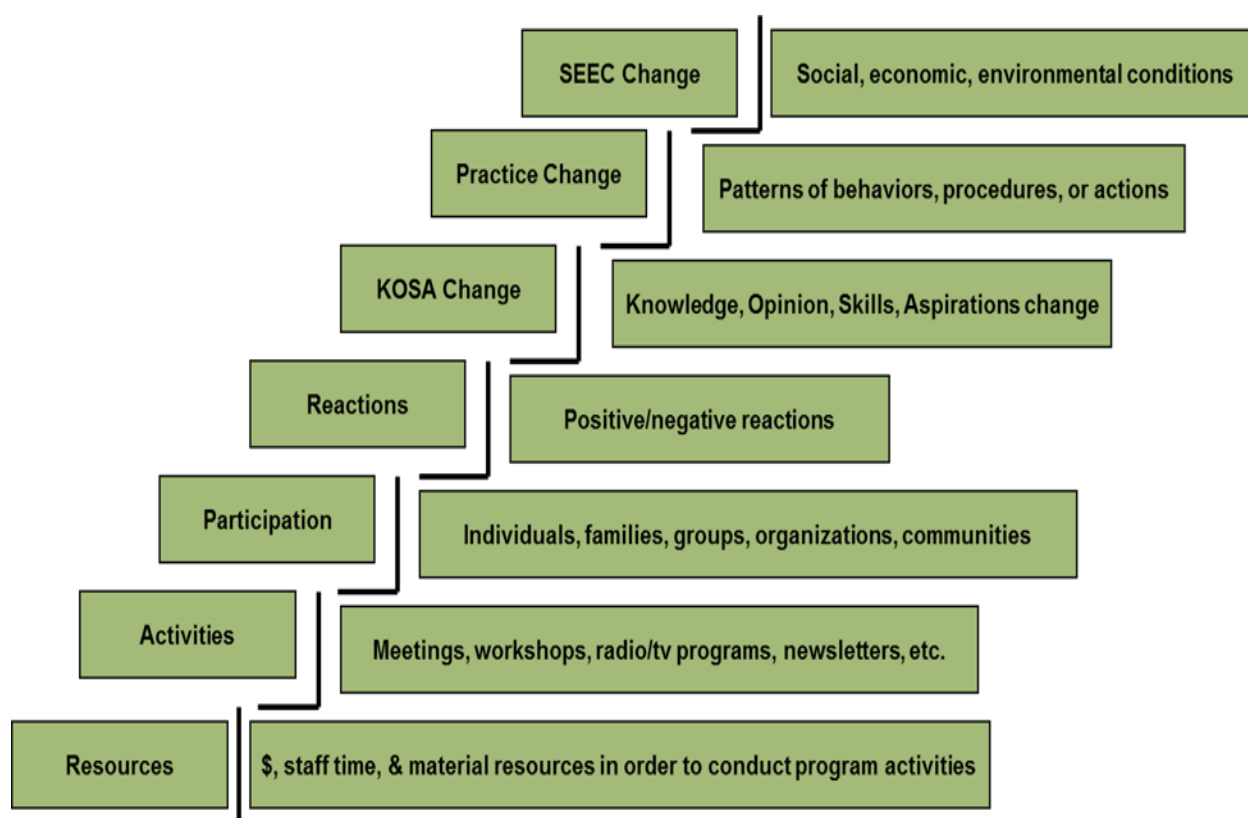 SEEC Change
Social, economic, environmental conditions
Practice Change
Patterns of behaviors, procedures, or actions
KOSA Change
Knowledge, Opinion, Skills, Aspirations change
Reactions
Positive/negative reactions
Participation
Individuals, families, groups, organizations, communities
Activities
Meetings, workshops, radio/tv programs, newsletters, etc.
Resources
$, staff time, & material resources in order to conduct program activities